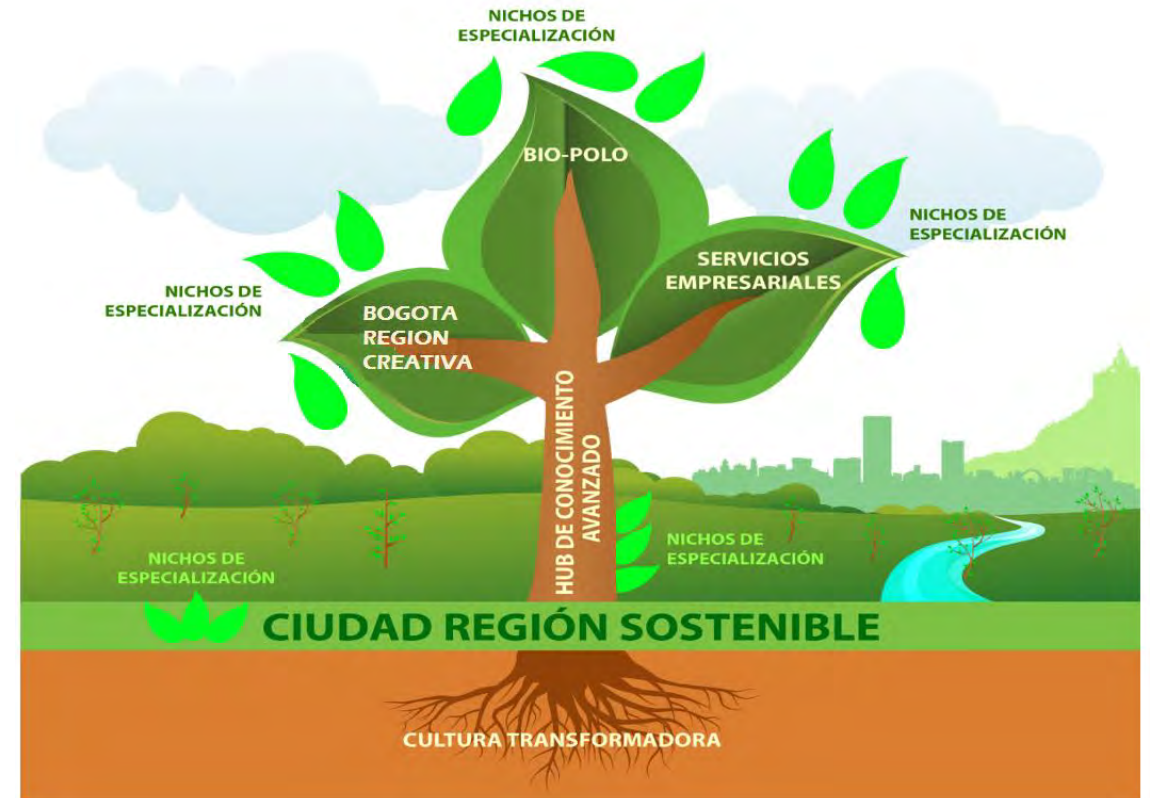 NICHOS DE
ESPECIALIZACIÓN
BIO-POLO
NICHOS DE
ESPECIALIZACIÓN
SERVICIOS
EMPRESARIALES
NICHOS DE
ESPECIALIZACIÓN
BOGOTA
REGION
CREATIVA
HUB DE CONOCIMIENTO
AVANZADO
NICHOS DE
ESPECIALIZACIÓN
NICHOS DE
ESPECIALIZACIÓN
CIUDAD REGIÓN SOSTENIBLE
CULTURA TRANSFORMADORA